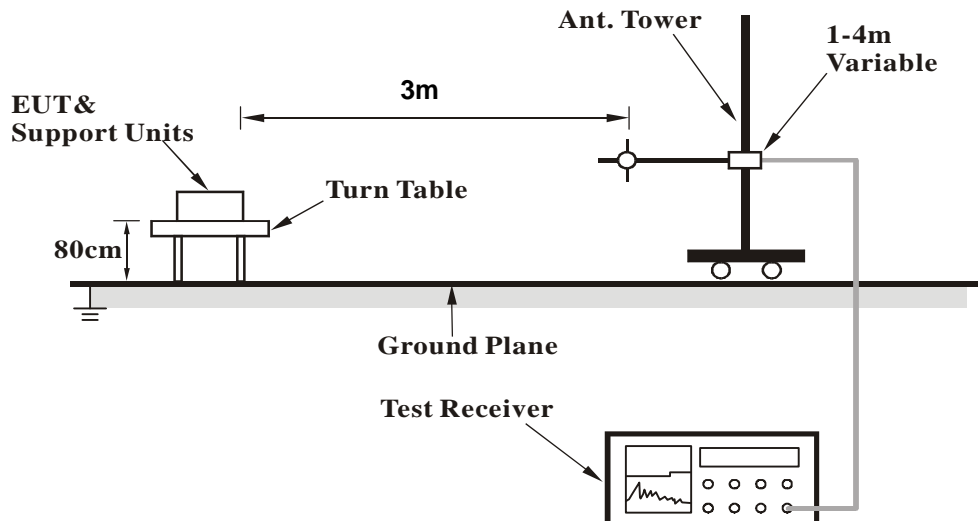 Ant. Tower
1-4m
Variable
3m
EUT&
Support Units
Turn Table
80cm
Ground Plane
Test Receiver